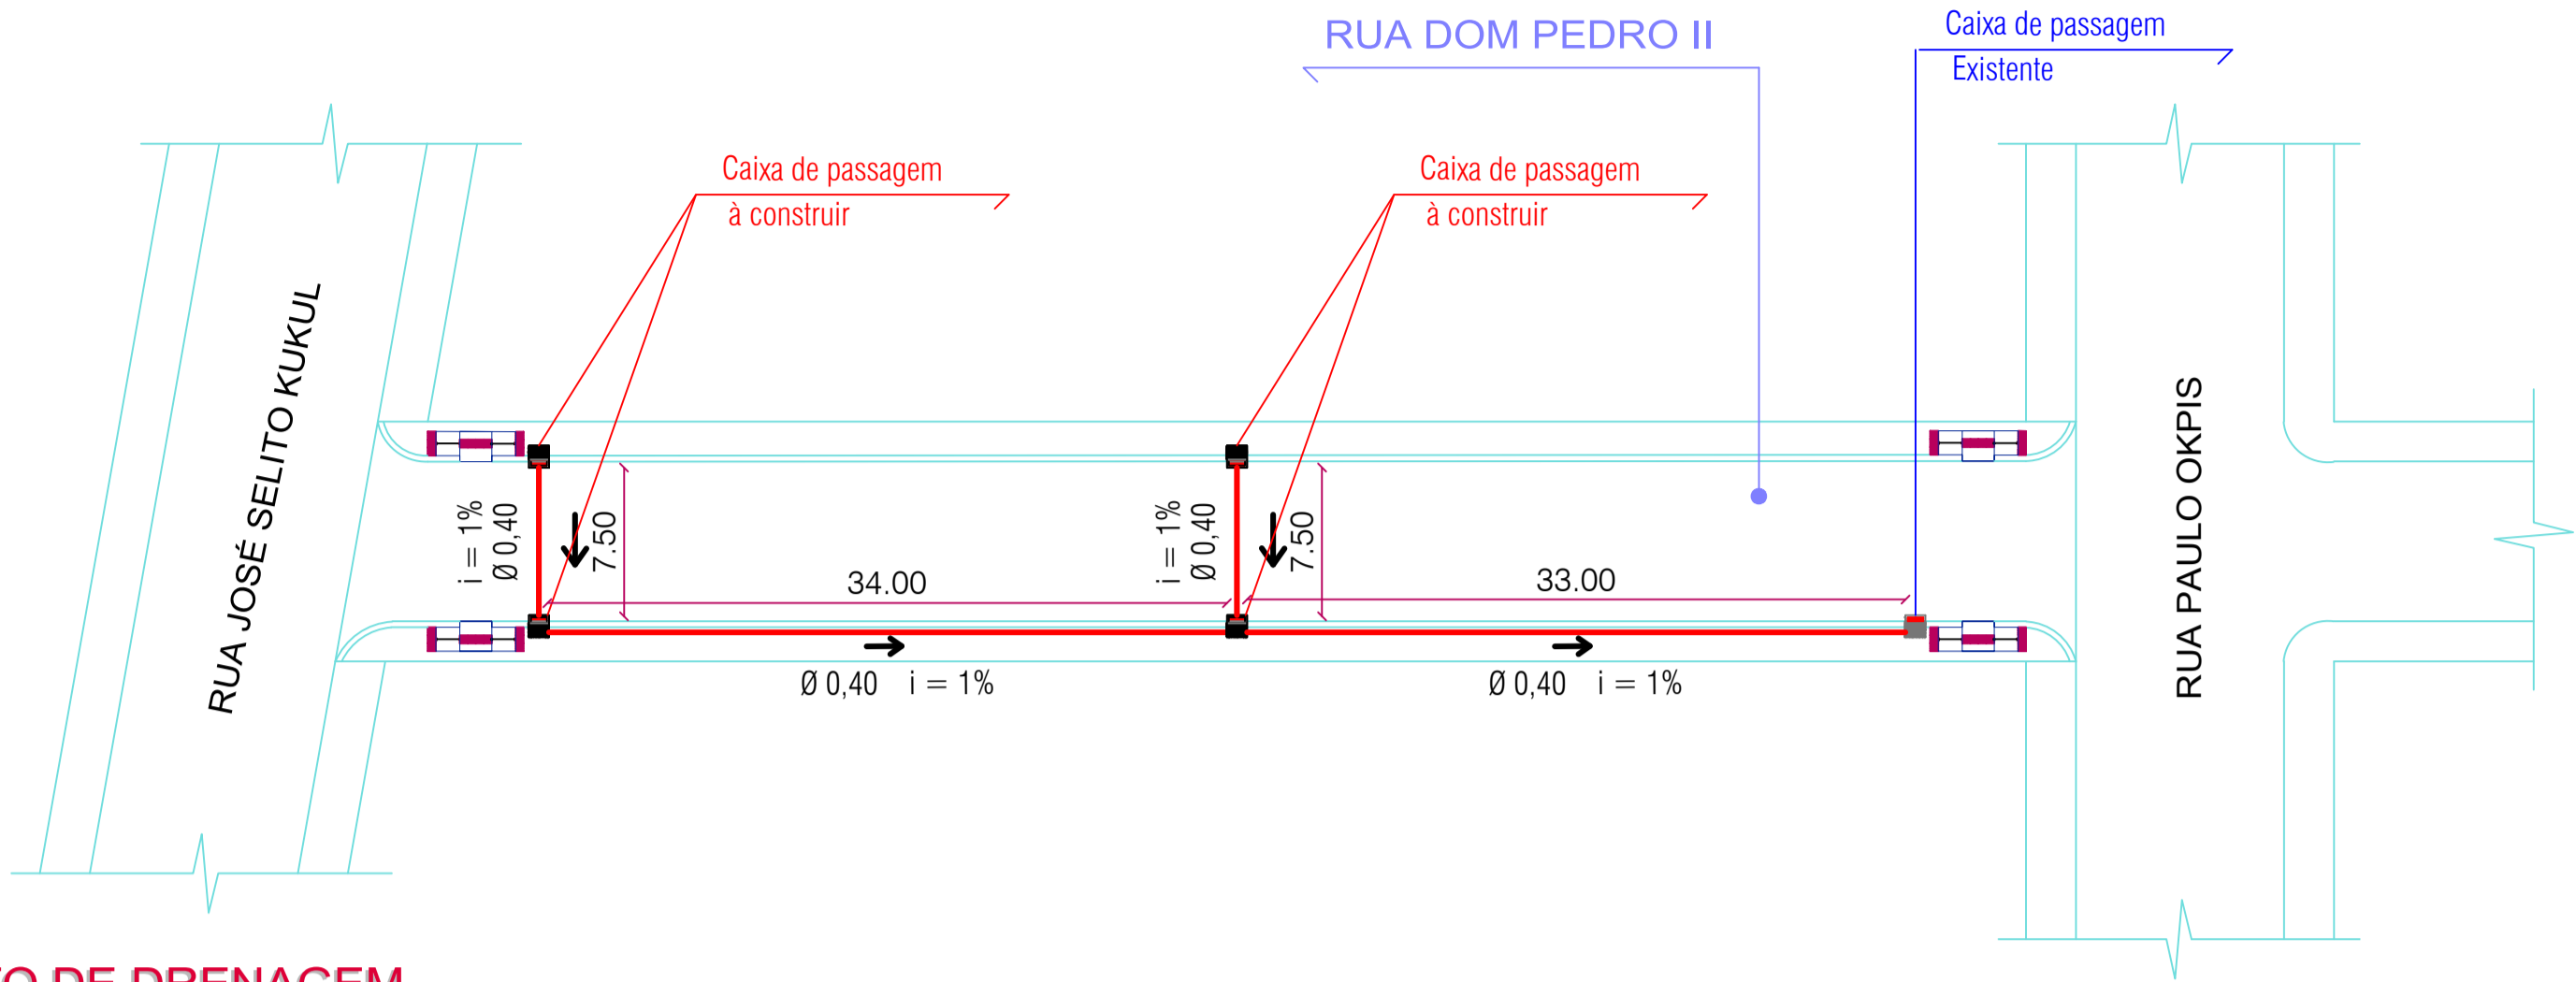 RUA DOM PEDRO II
Caixa de passagem
Existente
Caixa de passagem
à construir
Caixa de passagem
à construir
RUA JOSÉ SELITO KUKUL
i = 1%
Ø 0,40
7.50
34.00
i = 1%
Ø 0,40
7.50
33.00
RUA PAULO OKPIS
Ø 0,40 i = 1%
Ø 0,40 i = 1%
DE DRENAGEM